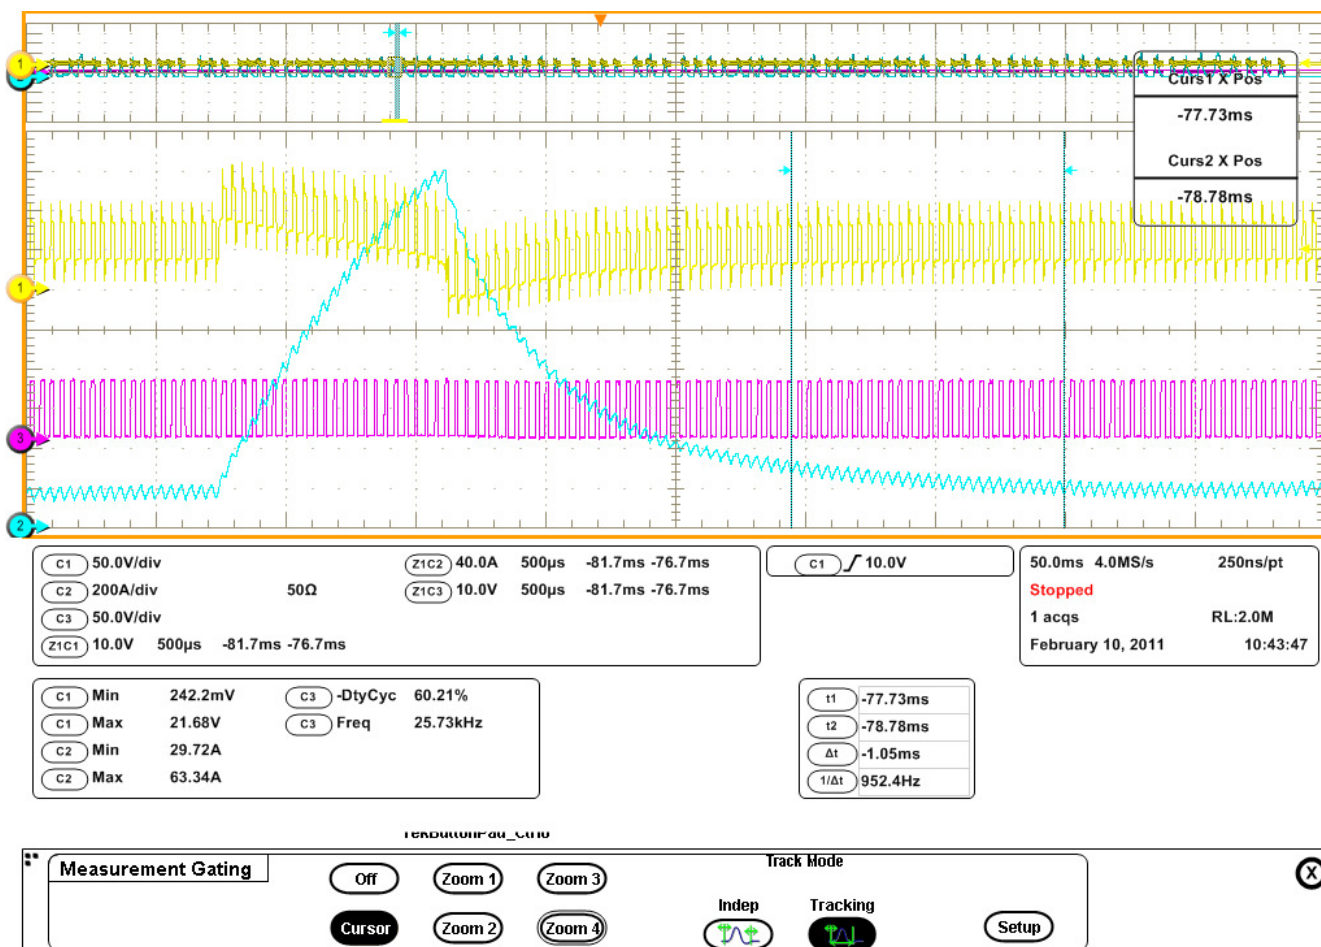 1
Curs1 X Pos
-77.73ms
Curs2 X Pos
-78.78ms
1
3
2
C1 50.0V/div Z1C2 40.0A 500µs -81.7ms -76.7ms
C2 200A/div 50Ω Z1C3 10.0V 500µs -81.7ms -76.7ms
C3 50.0V/div
Z1C1 10.0V 500µs -81.7ms -76.7ms
C1 10.0V
50.0ms 4.0MS/s 250ns/pt
Stopped
1 acqs RL:2.0M
February 10, 2011 10:43:47
C1 Min 242.2mV C3 -DtyCyc 60.21%
C1 Max 21.68V C3 Freq 25.73kHz
C2 Min 29.72A
C2 Max 63.34A
t1 -77.73ms
t2 -78.78ms
Δt -1.05ms
1/Δt 952.4Hz
Measurement Gating
Off Zoom 1 Zoom 3
Cursor Zoom 2 Zoom 4
Track Mode
Indep Tracking
Setup
X